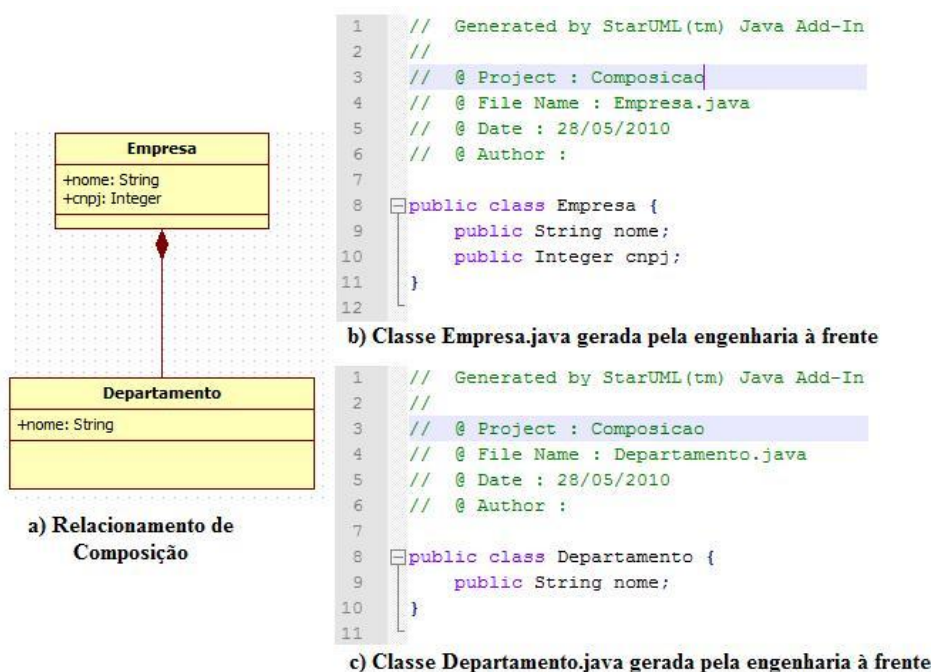 Empresa
+nome: String
+cnpj: Integer
Departamento
+nome: String
a) Relacionamento de
Composição
1 // Generated by StarUML(tm) Java Add-In
2 //
3 // @ Project : Composicao
4 // @ File Name : Empresa.java
5 // @ Date : 28/05/2010
6 // @ Author :
7
8 public class Empresa {
9 public String nome;
10 public Integer cnpj;
11 }
12
b) Classe Empresa.java gerada pela engenharia à frente
1 // Generated by StarUML(tm) Java Add-In
2 //
3 // @ Project : Composicao
4 // @ File Name : Departamento.java
5 // @ Date : 28/05/2010
6 // @ Author :
7
8 public class Departamento {
9 public String nome;
10 }
11
c) Classe Departamento.java gerada pela engenharia à frente